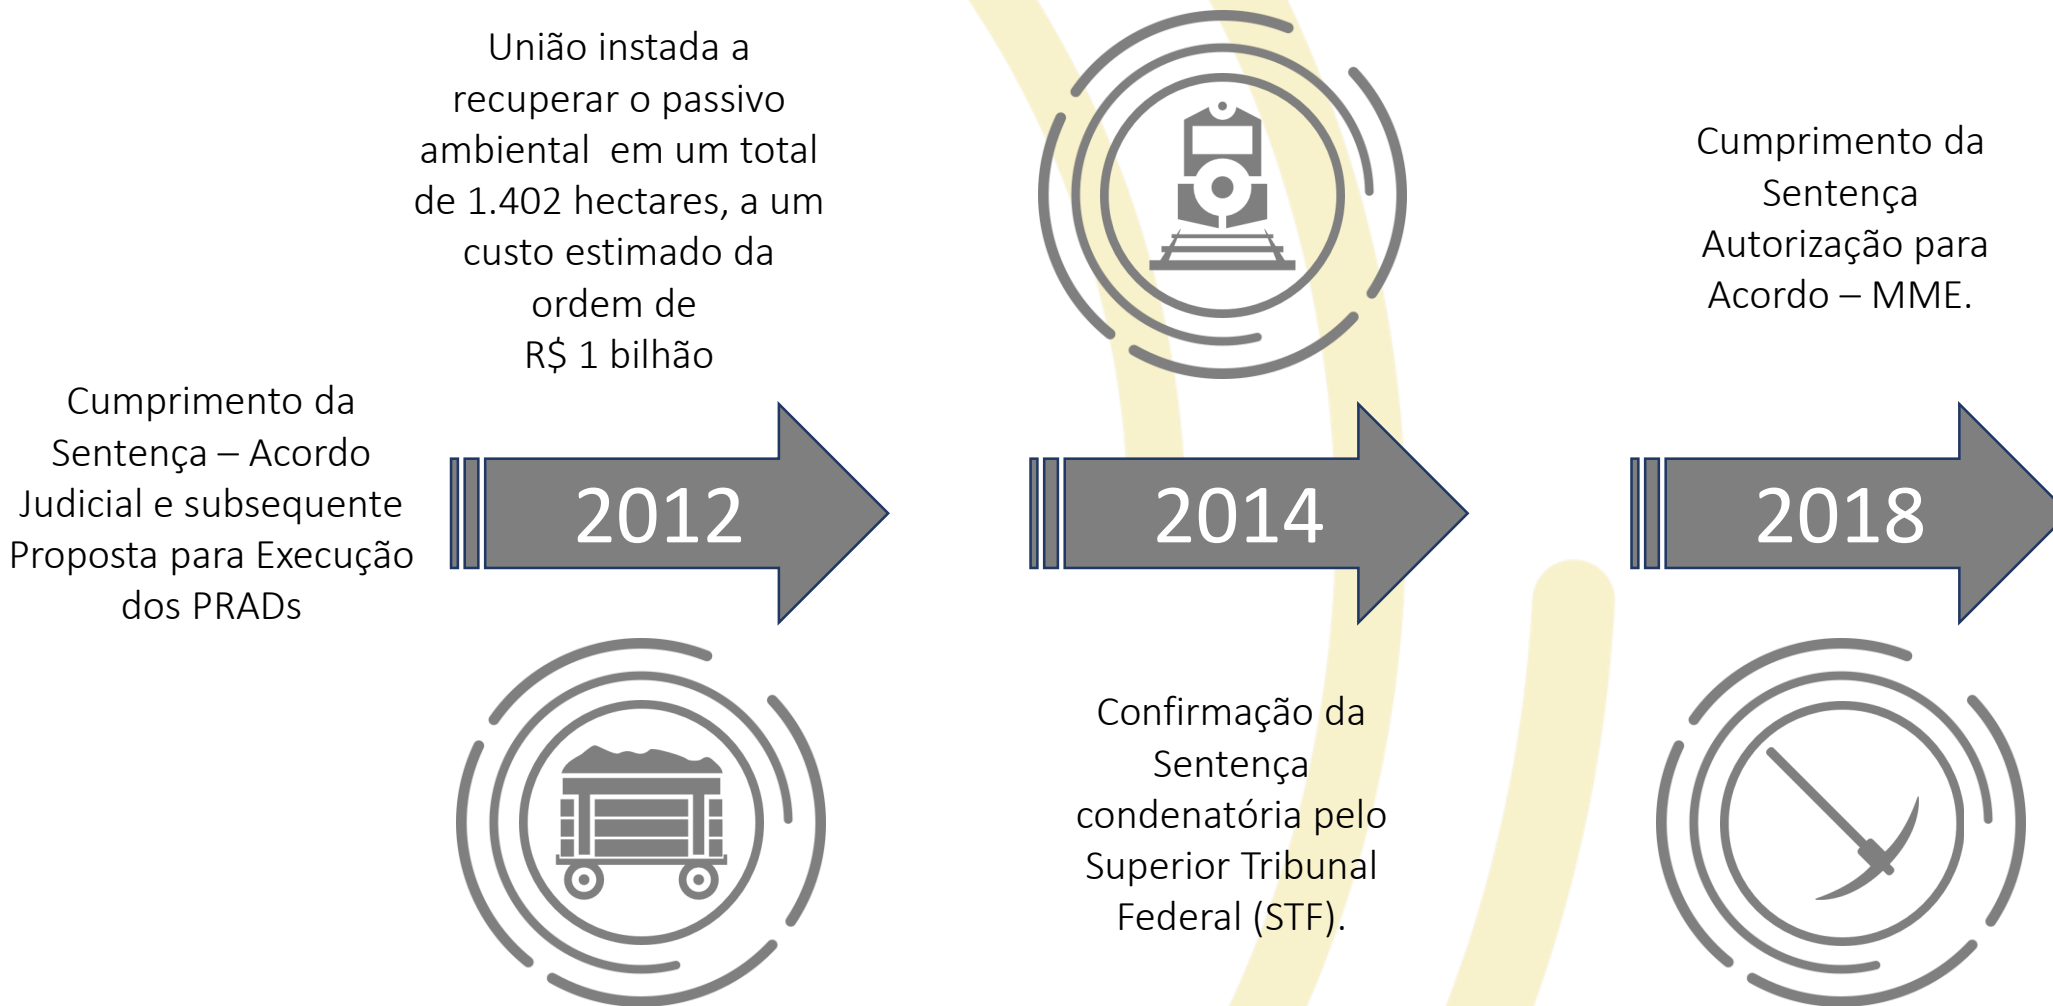 Cumprimento da
Sentença – Acordo
Judicial e subsequente
Proposta para Execução
dos PRADs
União instada a
recuperar o passivo
ambiental  em um total
de 1.402 hectares, a um
custo estimado da
ordem de
R$ 1 bilhão
2012
2014
Confirmação da
Sentença
condenatória pelo
Superior Tribunal
Federal (STF).
Cumprimento da
Sentença
Autorização para
Acordo – MME.
2018